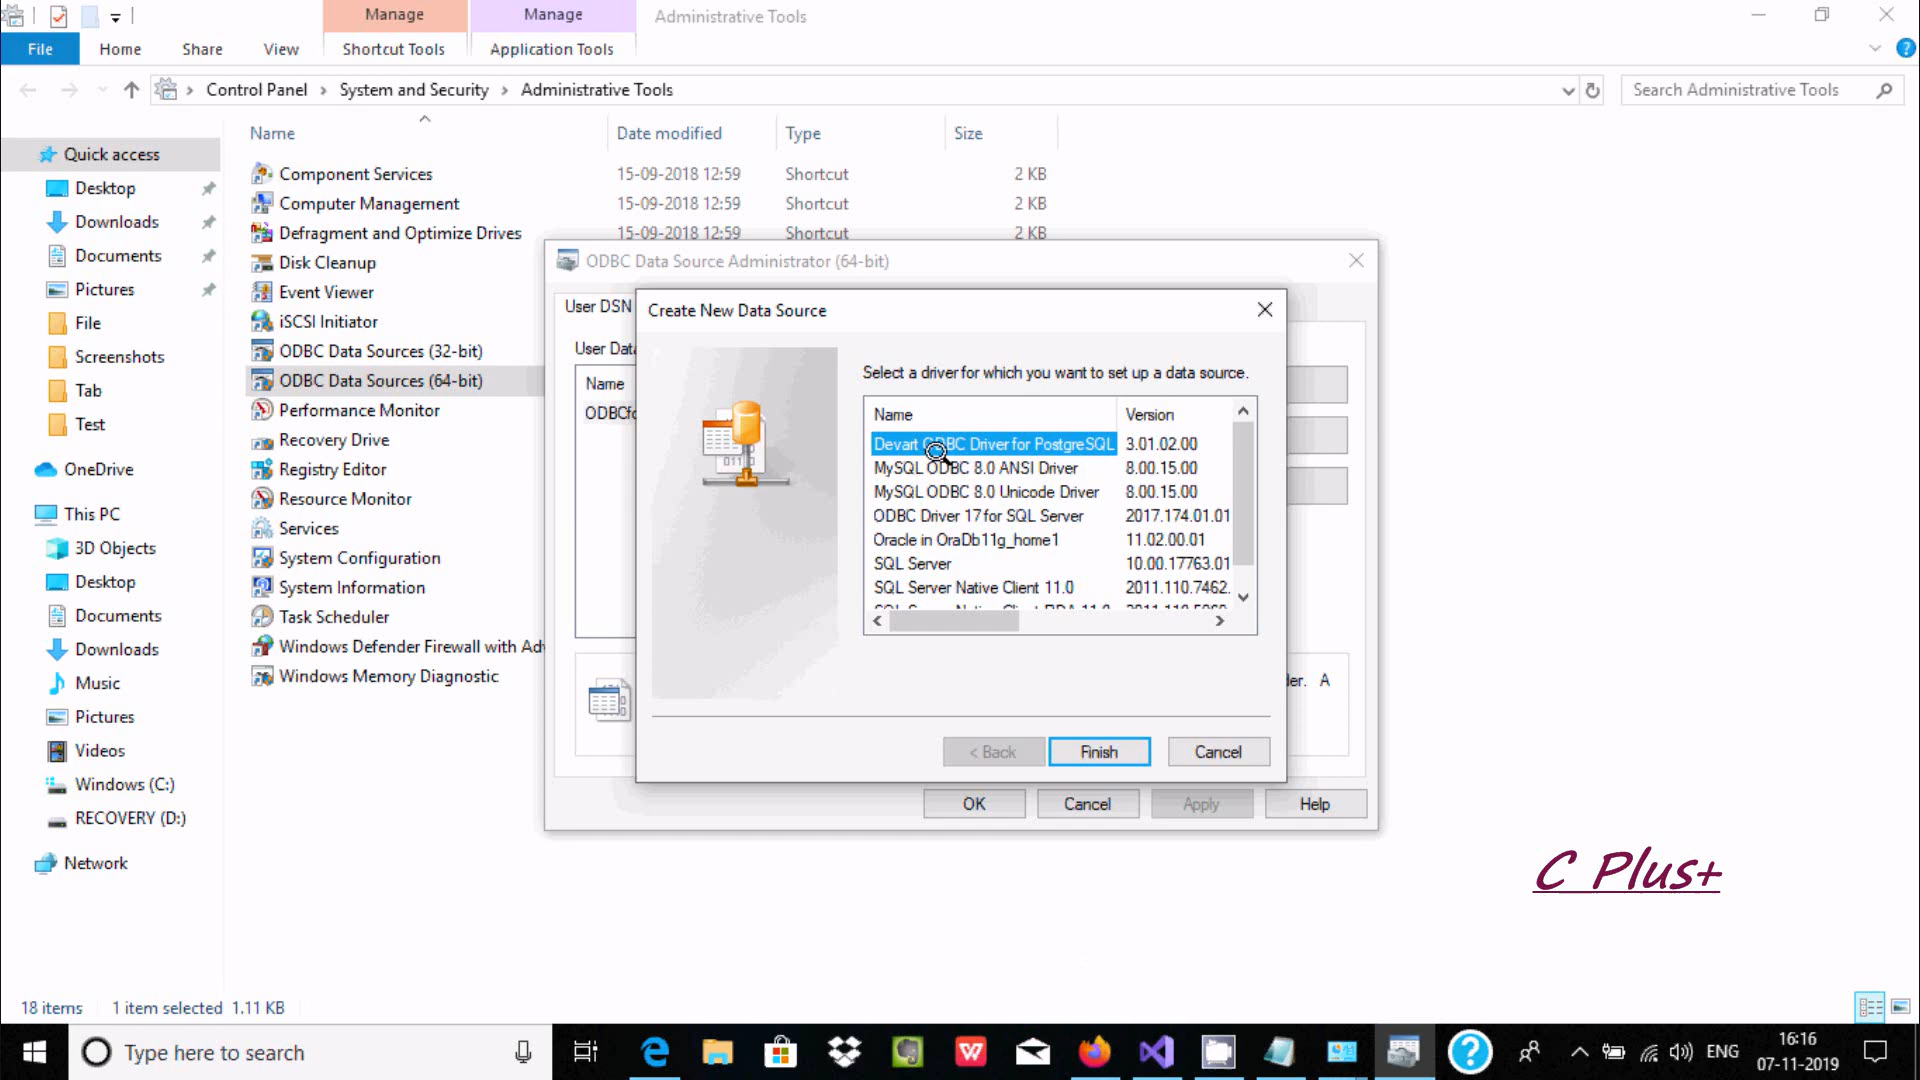 Manage
Manage
Administrative Tools
File
Home
Share
View
Shortcut Tools
Application Tools
Control Panel
System and Security
Administrative Tools
Search Administrative Tools
Name
Date modified
Type
Size
Quick access
Desktop
Downloads
Documents
Pictures
File
Screenshots
Tab
Test
OneDrive
This PC
3D Objects
Desktop
Documents
Downloads
Music
Pictures
Videos
Windows (C:)
RECOVERY (D:)
Network
Component Services 15-09-2018 12:59 Shortcut 2 KB
Computer Management 15-09-2018 12:59 Shortcut 2 KB
Defragment and Optimize Drives 15-09-2018 12:59 Shortcut 2 KB
Disk Cleanup
Event Viewer
iSCSI Initiator
ODBC Data Sources (32-bit)
ODBC Data Sources (64-bit)
Performance Monitor
Recovery Drive
Registry Editor
Resource Monitor
Services
System Configuration
System Information
Task Scheduler
Windows Defender Firewall with Adv
Windows Memory Diagnostic
ODBC Data Source Administrator (64-bit)
User DSN
User Data
Name
ODBCfo
Create New Data Source
Select a driver for which you want to set up a data source.
Name Version
Devart ODBC Driver for PostgreSQL 3.01.02.00
MySQL ODBC 8.0 ANSI Driver 8.00.15.00
MySQL ODBC 8.0 Unicode Driver 8.00.15.00
ODBC Driver 17 for SQL Server 2017.174.01.01
Oracle in OraDb11g_home1 11.02.00.01
SQL Server 10.00.17763.01
SQL Server Native Client 11.0 2011.110.7462.
< Back
Finish
Cancel
der. A
OK
Cancel
Apply
Help
C Plus+
18 items
1 item selected 1.11 KB
Type here to search
ENG
16:16
07-11-2019